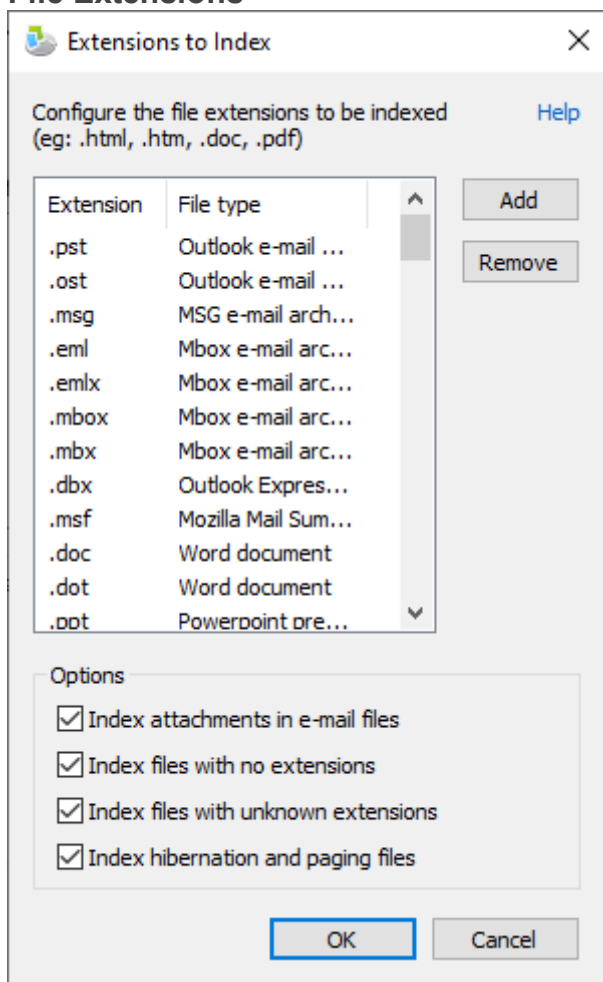 File Extensions
Extensions to Index
Configure the file extensions to be indexed Help
(eg: .html, .htm, .doc, .pdf)
Extension File type Add
.pst Outlook e-mail ...
.ost Outlook e-mail ... Remove
.msg MSG e-mail arch...
.eml Mbox e-mail arc...
.emlx Mbox e-mail arc...
.mbox Mbox e-mail arc...
.mbx Mbox e-mail arc...
.dbx Outlook Expres...
.msf Mozilla Mail Sum...
.doc Word document
.dot Word document
.ppt Powerpoint pre...
Options
Index attachments in e-mail files
Index files with no extensions
Index files with unknown extensions
Index hibernation and paging files
OK Cancel